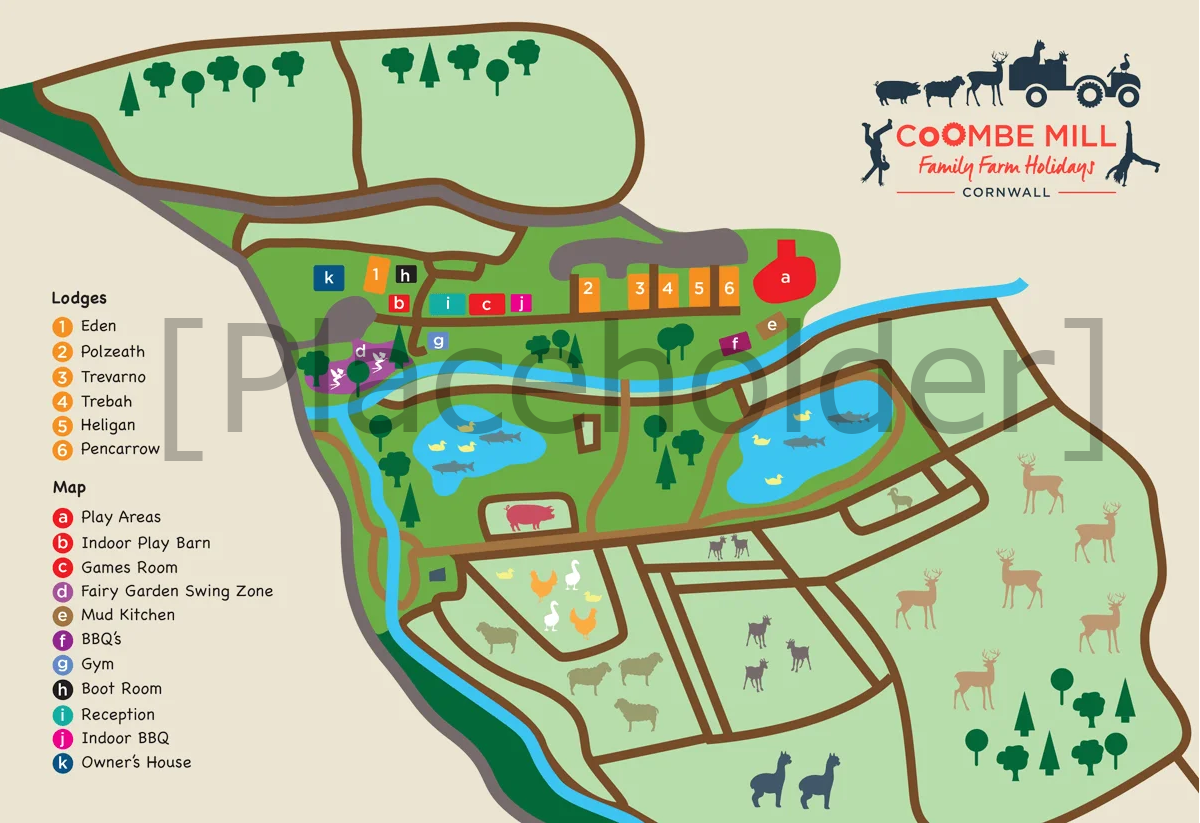 COOMBE MILL
Family Farm Holidays
CORNWALL
k
1
h
b
i
c
j
2
3
4
5
6
a
g
d
f
e
[Placeholder]
Lodges
1 Eden
2 Polzeath
3 Trevarno
4 Trebah
5 Heligan
6 Pencarrow
Map
a Play Areas
b Indoor Play Barn
c Games Room
d Fairy Garden Swing Zone
e Mud Kitchen
f BBQ's
g Gym
h Boot Room
i Reception
j Indoor BBQ
k Owner's House